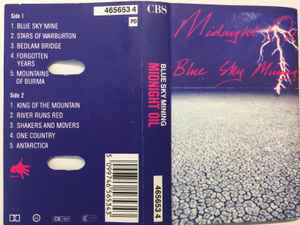 465653 4
PD
Side 1
1. BLUE SKY MINE
2. STARS OF WARBURTON
3. BEDLAM BRIDGE
4. FORGOTTEN
YEARS
5. MOUNTAINS
OF BURMA
Side 2
1. KING OF THE MOUNTAIN
2. RIVER RUNS RED
3. SHAKERS AND MOVERS
4. ONE COUNTRY
5. ANTARCTICA
CBS
BLUE SKY MINING
MIDNIGHT OIL
465653 4
Midnight
Blue Sky